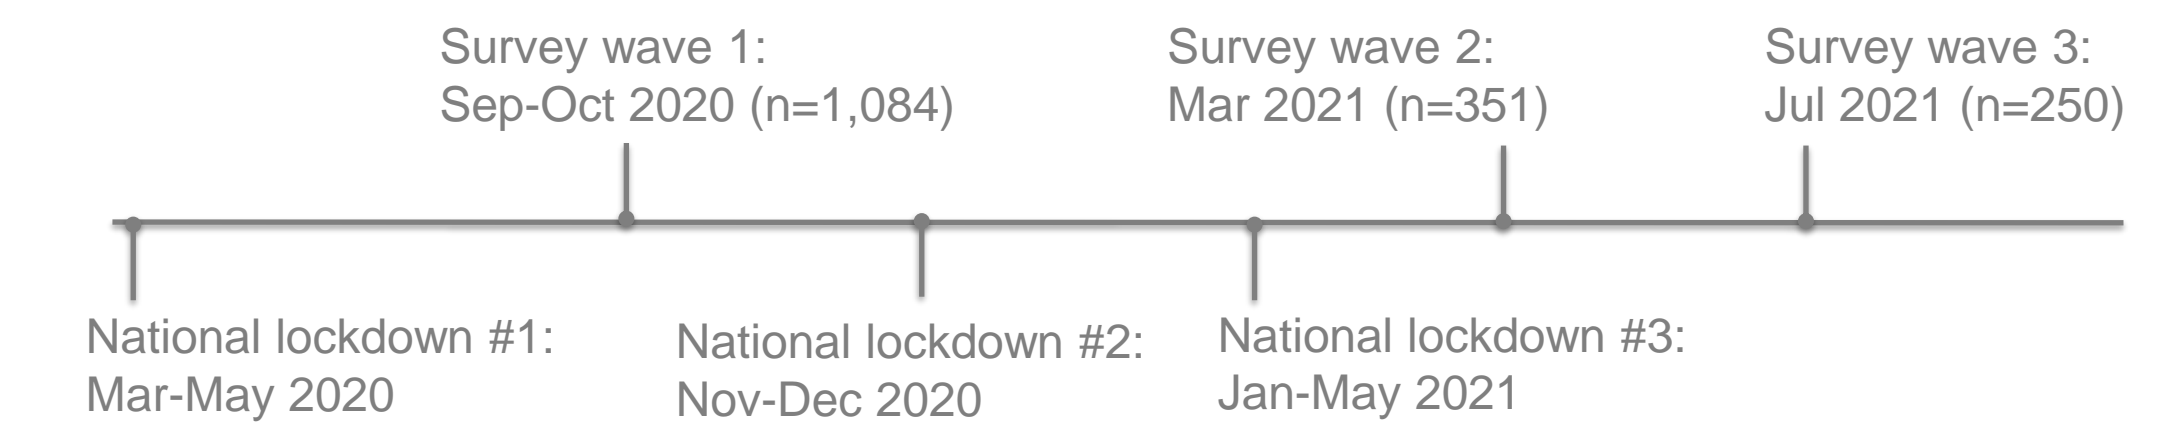 Survey wave 1:
Sep-Oct 2020 (n=1,084)
Survey wave 2:
Mar 2021 (n=351)
Survey wave 3:
Jul 2021 (n=250)
National lockdown #1:
Mar-May 2020
National lockdown #2:
Nov-Dec 2020
National lockdown #3:
Jan-May 2021